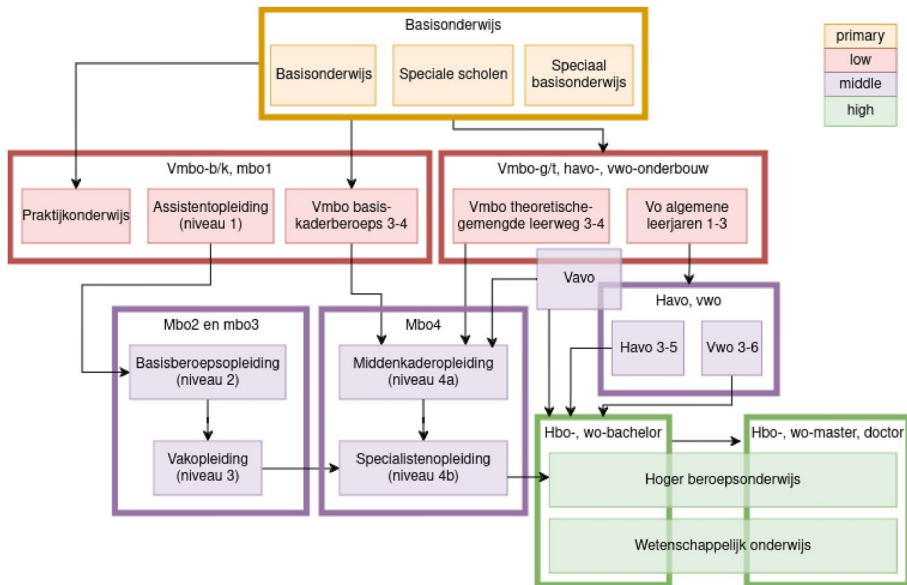 Basisonderwijs
Basisonderwijs
Speciale scholen
Speciaal
basisonderwijs
primary
low
middle
high
Vmbo-b/k, mbo1
Praktijkonderwijs
Assistentopleiding
(niveau 1)
Vmbo basis-
kaderberoeps 3-4
Vmbo-g/t, havo-, vwo-onderbouw
Vmbo theoretische-
gemengde leerweg 3-4
Vo algemene
leerjaren 1-3
Vavo
Mbo2 en mbo3
Basisberoepsopleiding
(niveau 2)
Vakopleiding
(niveau 3)
Mbo4
Middenkaderopleiding
(niveau 4a)
Specialistenopleiding
(niveau 4b)
Havo, vwo
Havo 3-5
Vwo 3-6
Hbo-, wo-bachelor
Hbo-, wo-master, doctor
Hoger beroepsonderwijs
Wetenschappelijk onderwijs